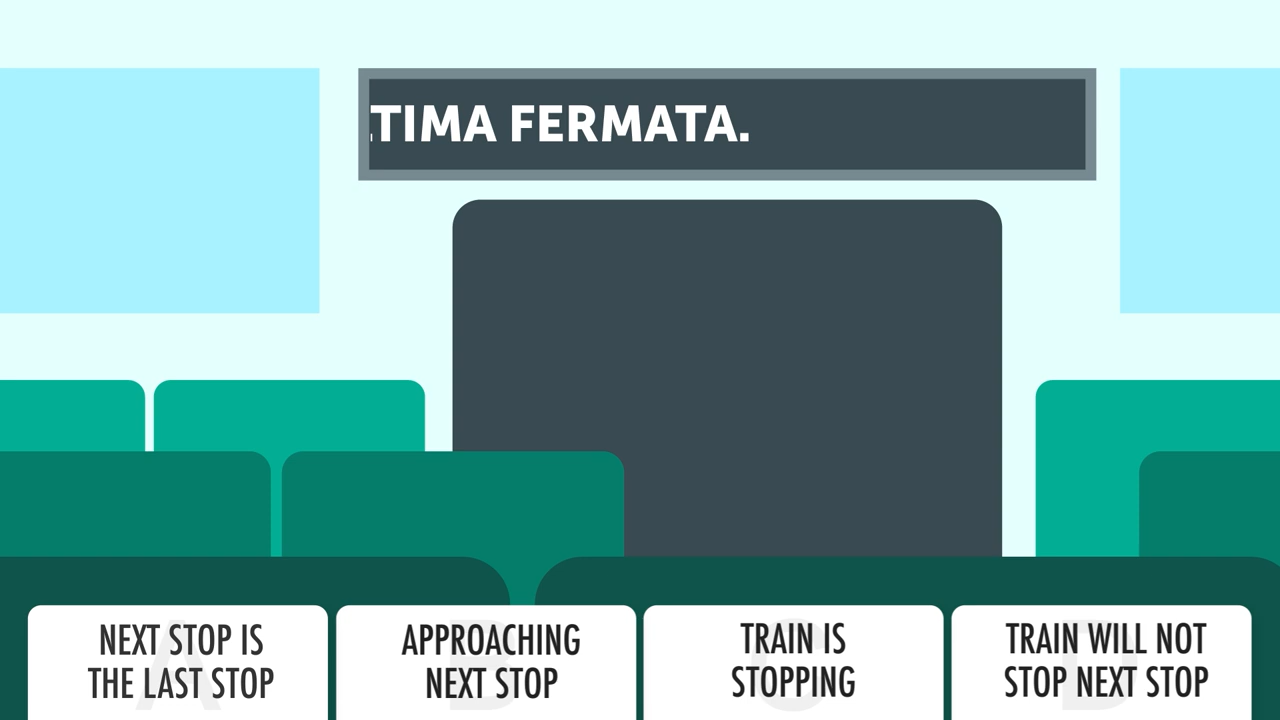 TIMA FERMATA.
NEXT STOP IS
THE LAST STOP
APPROACHING
NEXT STOP
TRAIN IS
STOPPING
TRAIN WILL NOT
STOP NEXT STOP
A
B
C
D